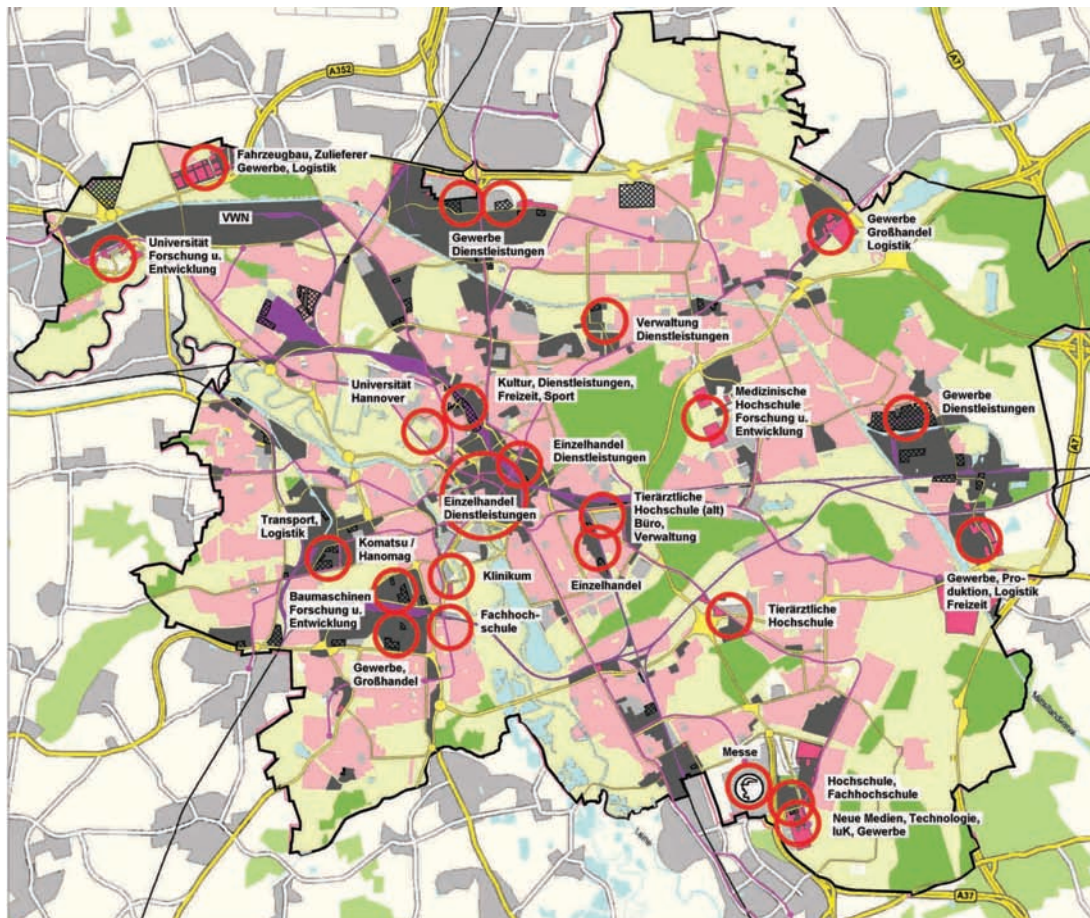 A352
A7
Fahrzeugbau, Zulieferer
Gewerbe, Logistik
VWN
Universität
Forschung u.
Entwicklung
Gewerbe
Dienstleistungen
Gewerbe
Großhandel
Logistik
Verwaltung
Dienstleistungen
Universität
Hannover
Kultur, Dienstleistungen,
Freizeit, Sport
Medizinische
Hochschule
Forschung u.
Entwicklung
Gewerbe
Dienstleistungen
A7
Einzelhandel
Dienstleistungen
Einzelhandel
Dienstleistungen
Tierärztliche
Hochschule (alt)
Büro,
Verwaltung
Transport,
Logistik
Komatsu /
Hanomag
Klinikum
Einzelhandel
Baumaschinen
Forschung u.
Entwicklung
Fachhoch-
schule
Gewerbe, Pro-
duktion, Logistik
Freizeit
Tierärztliche
Hochschule
Gewerbe,
Großhandel
Mittellandkanal
Messe
Hochschule,
Fachhochschule
Neue Medien, Technologie,
IuK, Gewerbe
Leine
A37